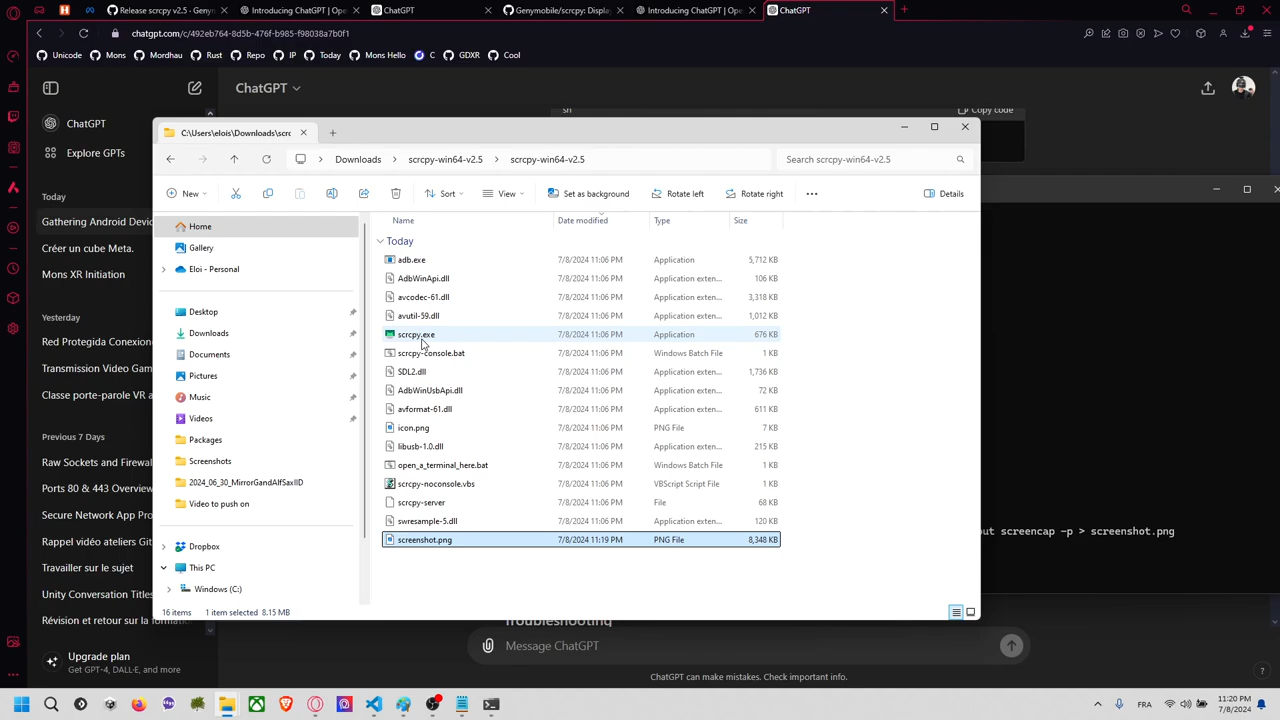 Release scrcpy v2.5 · Genyn
Introducing ChatGPT | Open
ChatGPT
Genymobile/scrcpy: Display
Introducing ChatGPT | Open
ChatGPT
chatgpt.com/c/492eb764-8d5b-476f-b985-f98038a7b0f1
Unicode
Mons
Mordhau
Rust
Repo
IP
Today
Mons Hello
C
GDR
Cool
ChatGPT
sh
Copy code
ChatGPT
Explore GPTs
Today
Gathering Android Devic
Créer un cube Meta.
Mons XR Initiation
Yesterday
Red Protegida Conexione
Transmission Video Gam
Classe porte-parole VR a
Previous 7 Days
Raw Sockets and Firewall
Ports 80 & 443 Overview
Secure Network App Pro
Rappel vidéo ateliers Gith
Travailler sur le sujet
Unity Conversation Titles
Révision et retour sur la formatio
Upgrade plan
Get GPT-4, DALL·E, and more
C:\Users\elois\Downloads\scrc
Downloads
scrcpy-win64-v2.5
scrcpy-win64-v2.5
Search scrcpy-win64-v2.5
New
Sort
View
Set as background
Rotate left
Rotate right
Details
Home
Gallery
Eloi - Personal
Desktop
Downloads
Documents
Pictures
Music
Videos
Packages
Screenshots
2024_06_30_MirrorGandAlfSaxIID
Video to push on
Dropbox
This PC
Windows (C:)
Name Date modified Type Size
Today
adb.exe 7/8/2024 11:06 PM Application 5,712 KB
AdbWinApi.dll 7/8/2024 11:06 PM Application exten... 106 KB
avcodec-61.dll 7/8/2024 11:06 PM Application exten... 3,318 KB
avutil-59.dll 7/8/2024 11:06 PM Application exten... 1,012 KB
scrcpy.exe 7/8/2024 11:06 PM Application 676 KB
scrcpy-console.bat 7/8/2024 11:06 PM Windows Batch File 1 KB
SDL2.dll 7/8/2024 11:06 PM Application exten... 1,736 KB
AdbWinUsbApi.dll 7/8/2024 11:06 PM Application exten... 72 KB
avformat-61.dll 7/8/2024 11:06 PM Application exten... 611 KB
icon.png 7/8/2024 11:06 PM PNG File 7 KB
libusb-1.0.dll 7/8/2024 11:06 PM Application exten... 215 KB
open_a_terminal_here.bat 7/8/2024 11:06 PM Windows Batch File 1 KB
scrcpy-noconsole.vbs 7/8/2024 11:06 PM VBScript Script File 1 KB
scrcpy-server 7/8/2024 11:06 PM File 68 KB
swresample-5.dll 7/8/2024 11:06 PM Application exten... 120 KB
screenshot.png 7/8/2024 11:19 PM PNG File 8,348 KB
16 items 1 item selected 8.15 MB
out screencap -p > screenshot.png
Troubleshooting
Message ChatGPT
ChatGPT can make mistakes. Check important info.
?
FRA
11:20 PM
7/8/2024